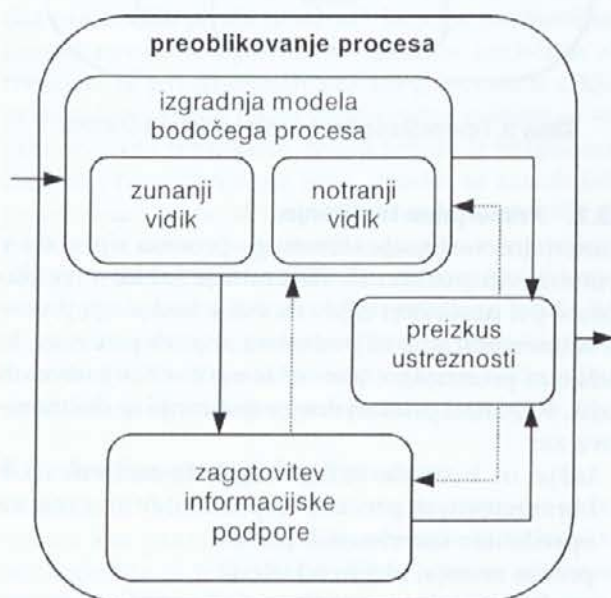 preoblikovanje procesa
izgradnja modela
bodočega procesa
zunanji
vidik
notranji
vidik
preizkus
ustreznosti
zagotovitev
informacijske
podpore